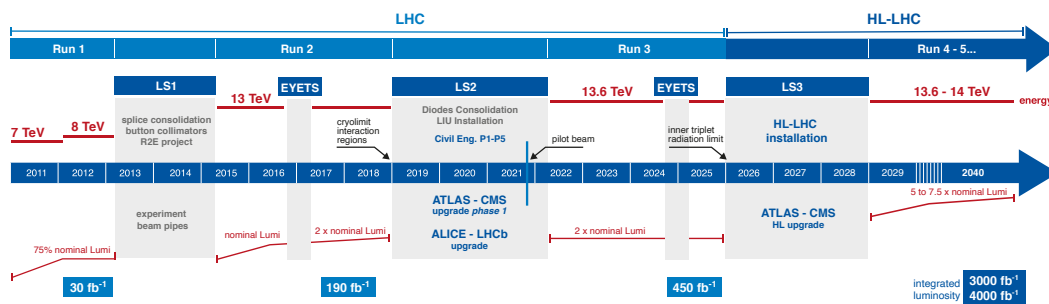 LHC
HL-LHC
Run 1
Run 2
Run 3
Run 4 - 5...
LS1
EYETS
LS2
EYETS
LS3
7 TeV
8 TeV
13 TeV
13.6 TeV
13.6 - 14 TeV
energy
splice consolidation
button collimators
R2E project
cryolimit
interaction
regions
Diodes Consolidation
LIU Installation
Civil Eng. P1-P5
pilot beam
inner triplet
radiation limit
HL-LHC
installation
2011
2012
2013
2014
2015
2016
2017
2018
2019
2020
2021
2022
2023
2024
2025
2026
2027
2028
2029
2040
experiment
beam pipes
ATLAS - CMS
upgrade phase 1
ALICE - LHCb
upgrade
ATLAS - CMS
HL upgrade
75% nominal Lumi
nominal Lumi
2 x nominal Lumi
2 x nominal Lumi
5 to 7.5 x nominal Lumi
30 fb⁻¹
190 fb⁻¹
450 fb⁻¹
integrated
luminosity
3000 fb⁻¹
4000 fb⁻¹